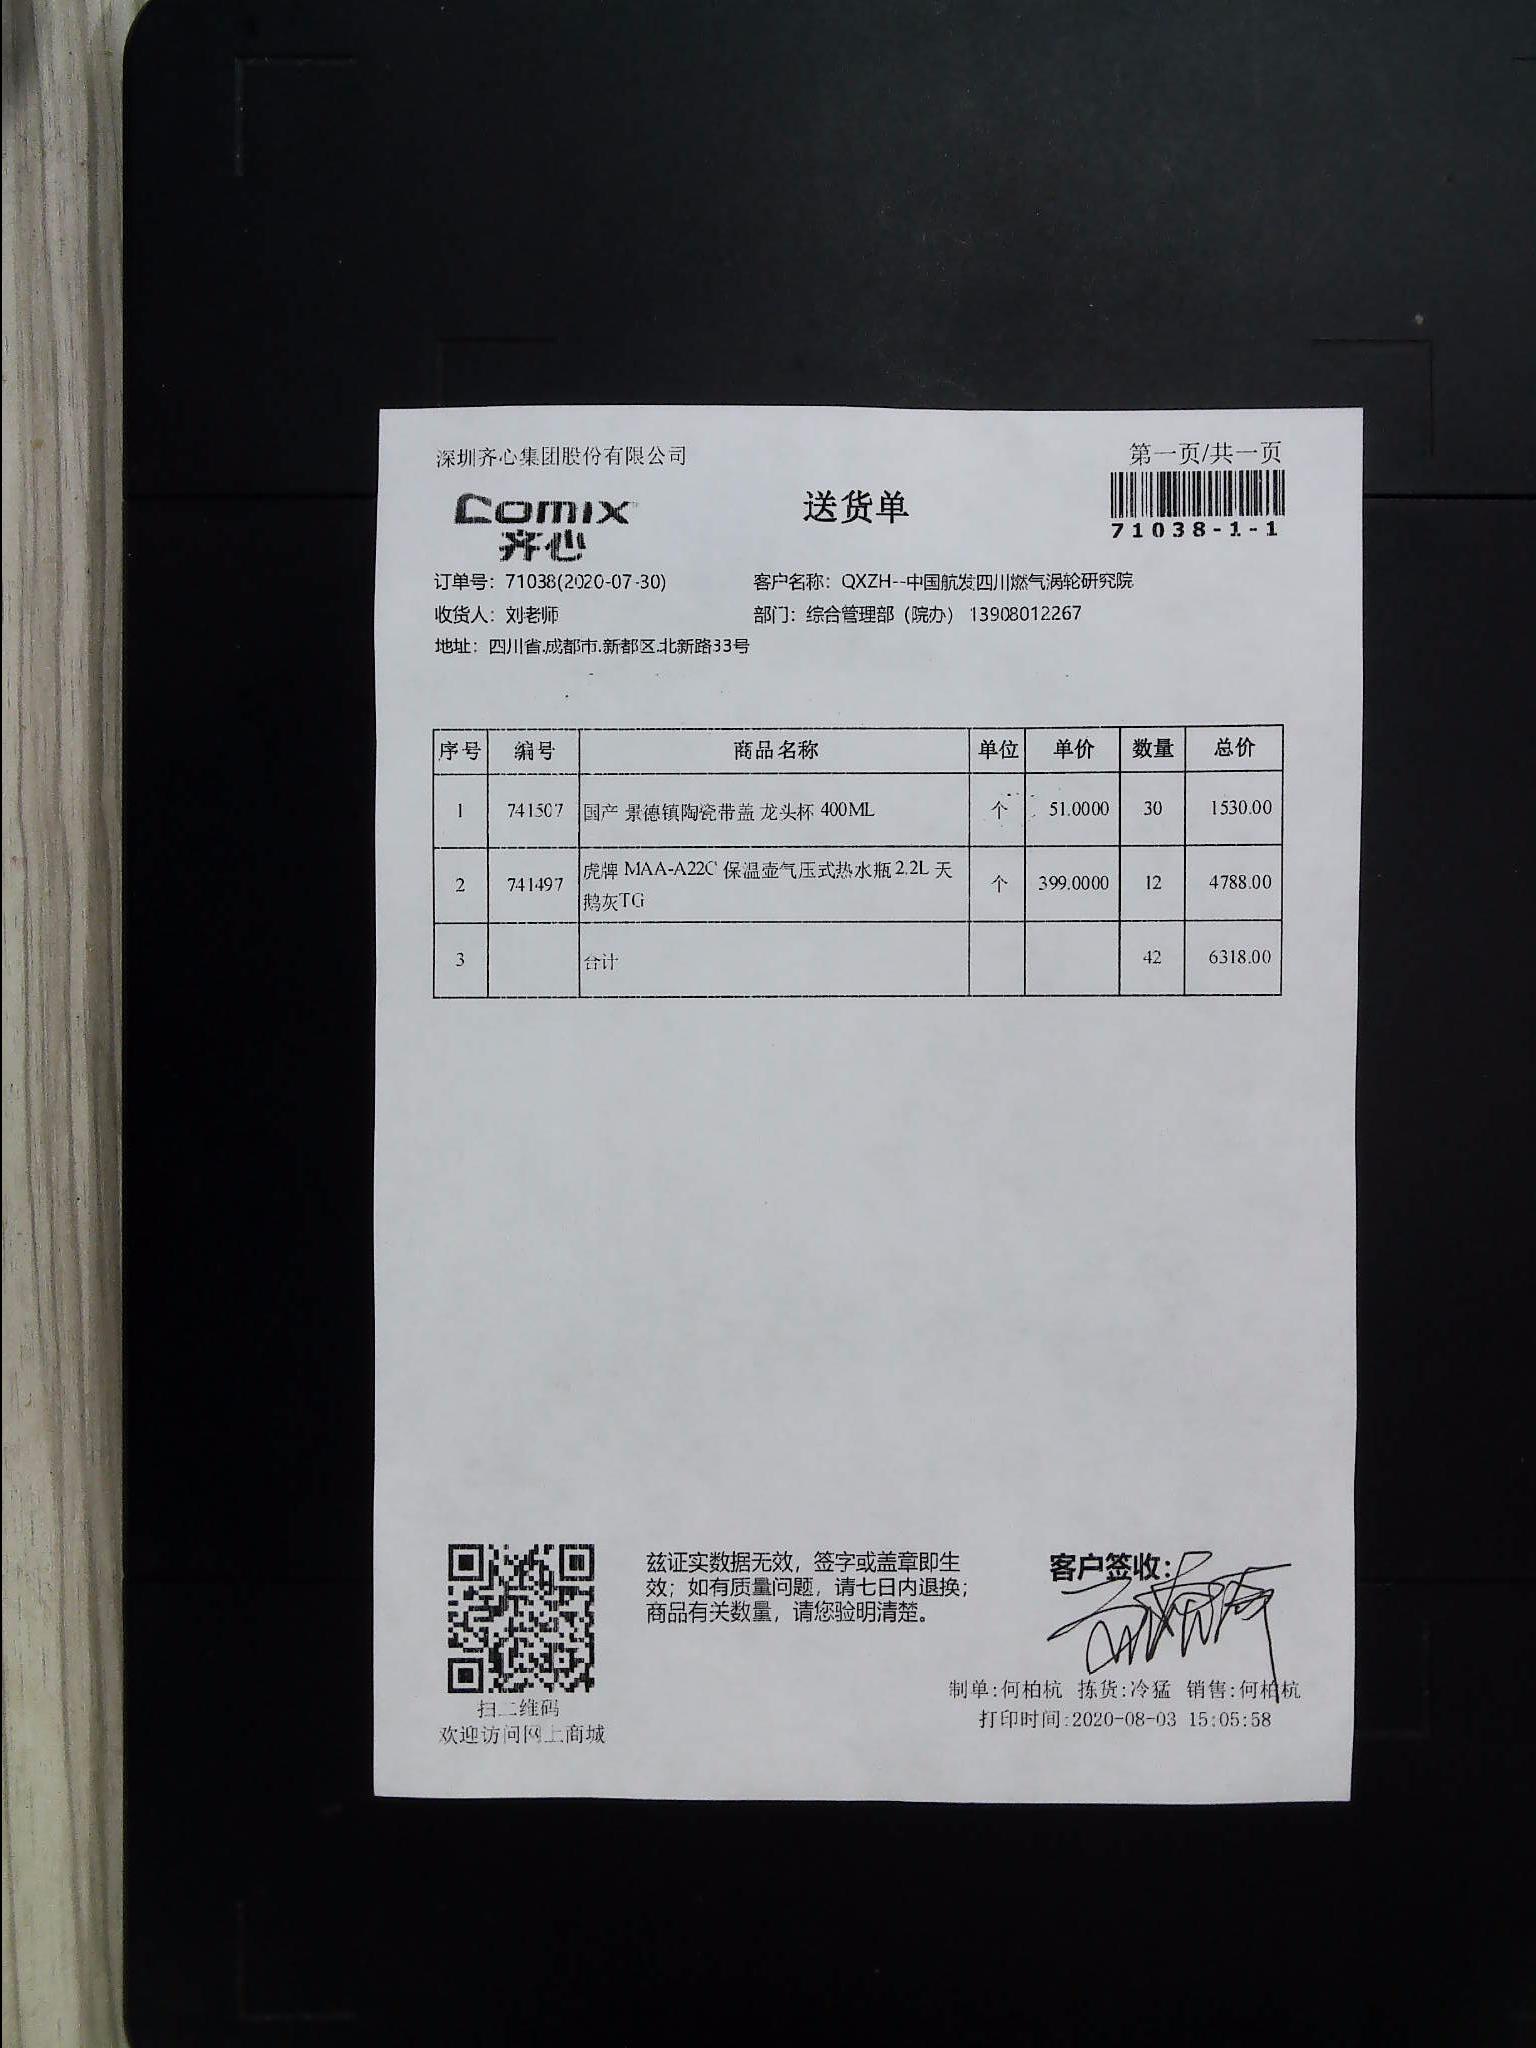 深圳齐心集团股份有限公司
第一页/共一页
Comix
齐心
送货单
71038-1-1
订单号：71038(2020-07-30) 客户名称：QXZH--中国航发四川燃气涡轮研究院
收货人：刘老师 部门：综合管理部（院办） 13908012267
地址：四川省.成都市.新都区.北新路33号
序号 编号 商品名称 单位 单价 数量 总价
1 741507 国产 景德镇陶瓷带盖 龙头杯 400ML 个 51.0000 30 1530.00
2 741497 虎牌 MAA-A22C 保温壶气压式热水瓶 2.2L 天
鹅灰TG 个 399.0000 12 4788.00
3 合计 42 6318.00
兹证实数据无效，签字或盖章即生
效；如有质量问题，请七日内退换；
商品有关数量，请您验明清楚。
客户签收：
扫二维码
欢迎访问网上商城
制单:何柏杭 拣货:冷猛 销售:何柏杭
打印时间:2020-08-03 15:05:58